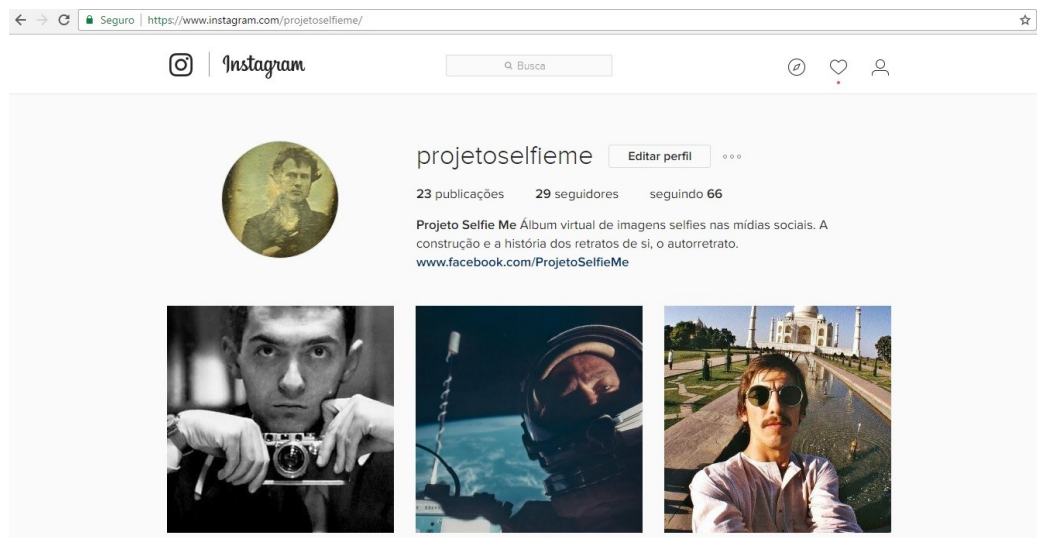 Seguro | https://www.instagram.com/projetoselfieme/
Instagram
Busca
projetoselfieme Editar perfil
23 publicações 29 seguidores seguindo 66
Projeto Selfie Me Álbum virtual de imagens selfies nas mídias sociais. A
construção e a história dos retratos de si, o autorretrato.
www.facebook.com/ProjetoSelfieMe